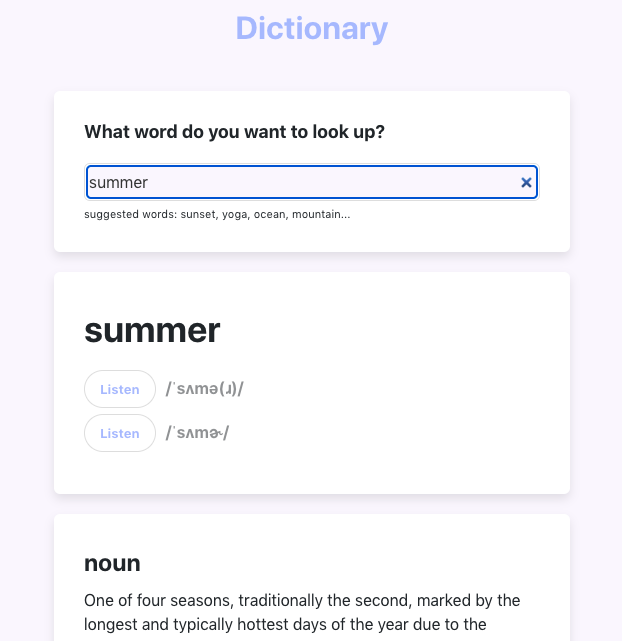 Dictionary
What word do you want to look up?
summer
suggested words: sunset, yoga, ocean, mountain...
summer
Listen /ˈsʌmə(ɹ)/
Listen /ˈsʌmɚ/
noun
One of four seasons, traditionally the second, marked by the
longest and typically hottest days of the year due to the